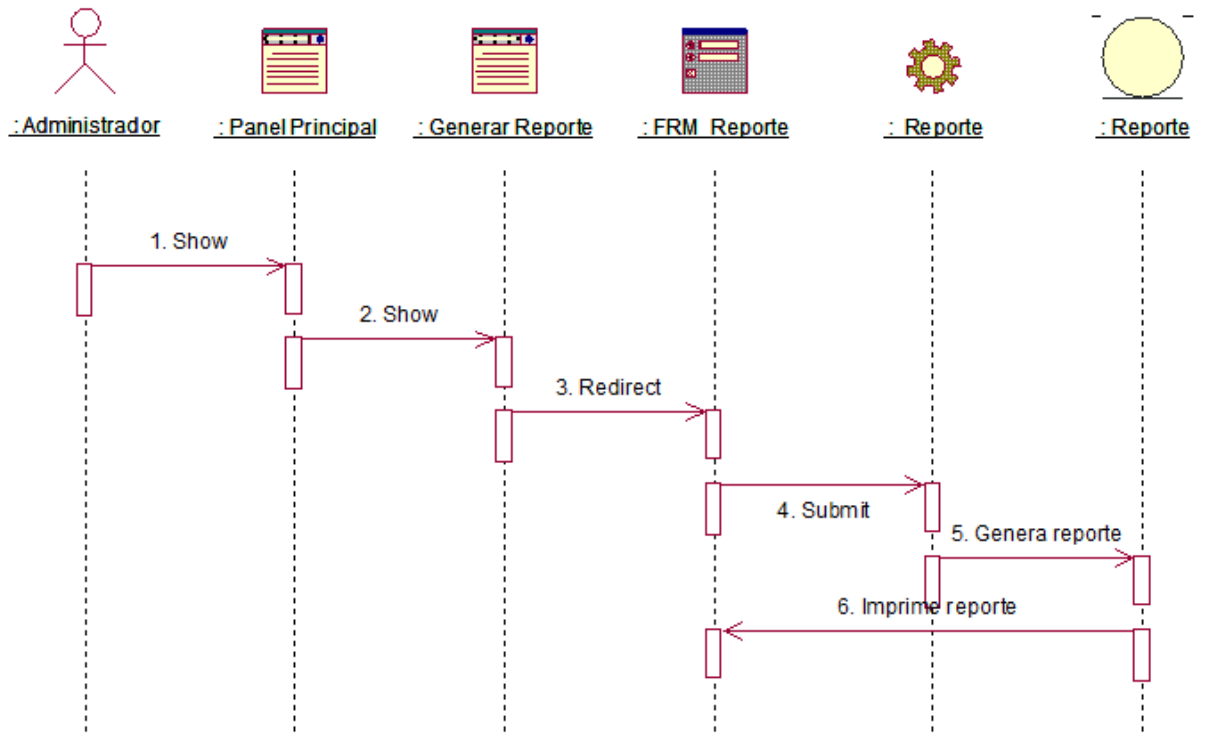 : Administrador
: Panel Principal
: Generar Reporte
: FRM_Reporte
: Reporte
: Reporte
1. Show
2. Show
3. Redirect
4. Submit
5. Genera reporte
6. Imprime reporte